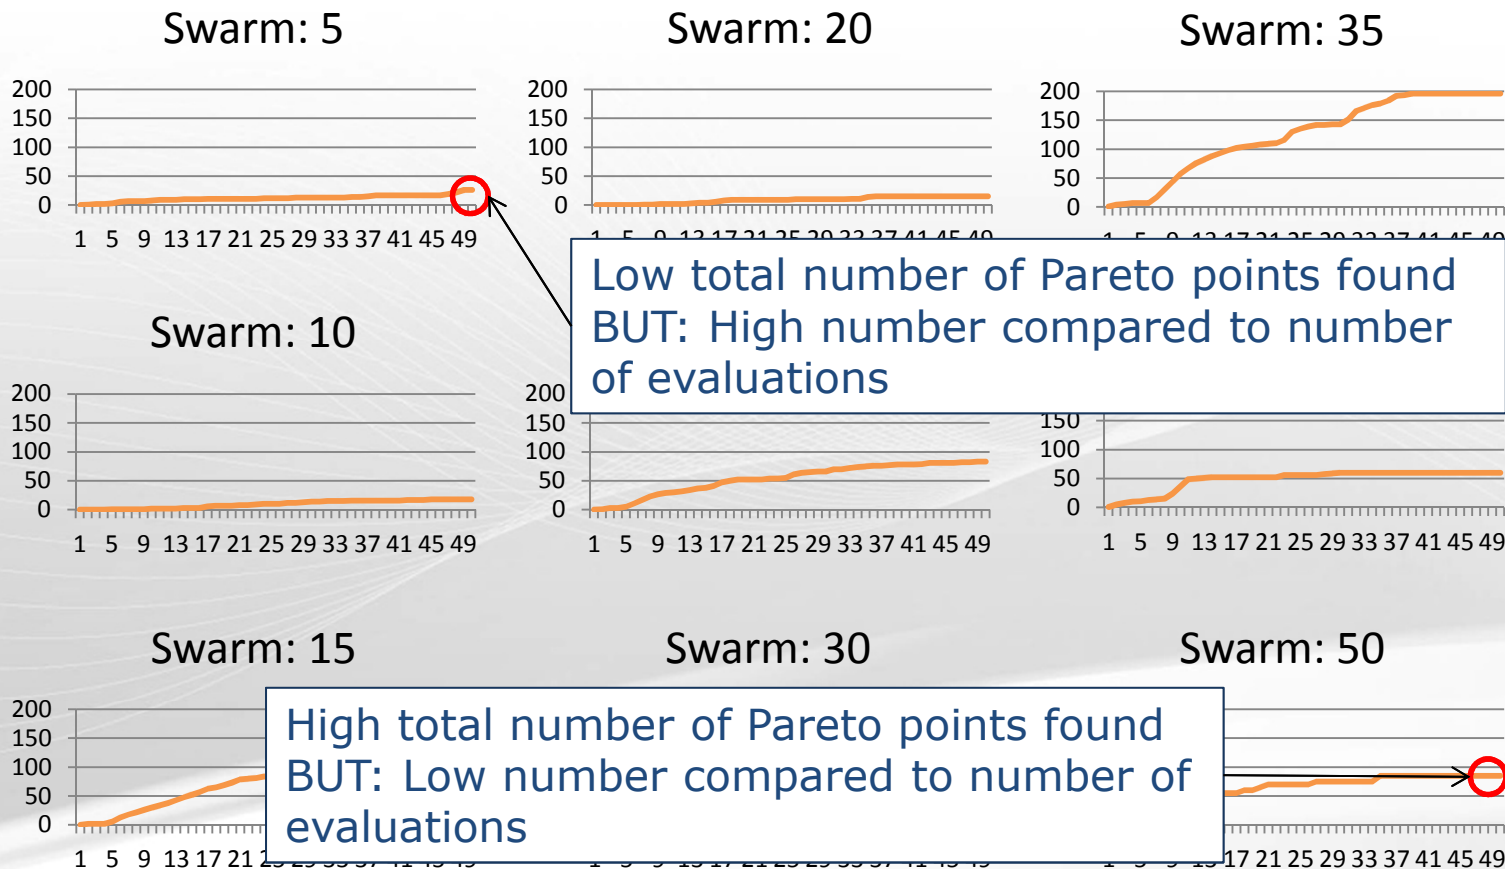 Swarm: 5
200
150
100
50
0
1 5 9 13 17 21 25 29 33 37 41 45 49
Swarm: 20
200
150
100
50
0
Swarm: 35
200
150
100
50
0
Low total number of Pareto points found
BUT: High number compared to number
of evaluations
Swarm: 10
200
150
100
50
0
1 5 9 13 17 21 25 29 33 37 41 45 49
200
150
100
50
0
1 5 9 13 17 21 25 29 33 37 41 45 49
150
100
50
0
1 5 9 13 17 21 25 29 33 37 41 45 49
Swarm: 15
200
150
100
50
0
1 5 9 13 17 21
Swarm: 30
Swarm: 50
High total number of Pareto points found
BUT: Low number compared to number of
evaluations
17 21 25 29 33 37 41 45 49